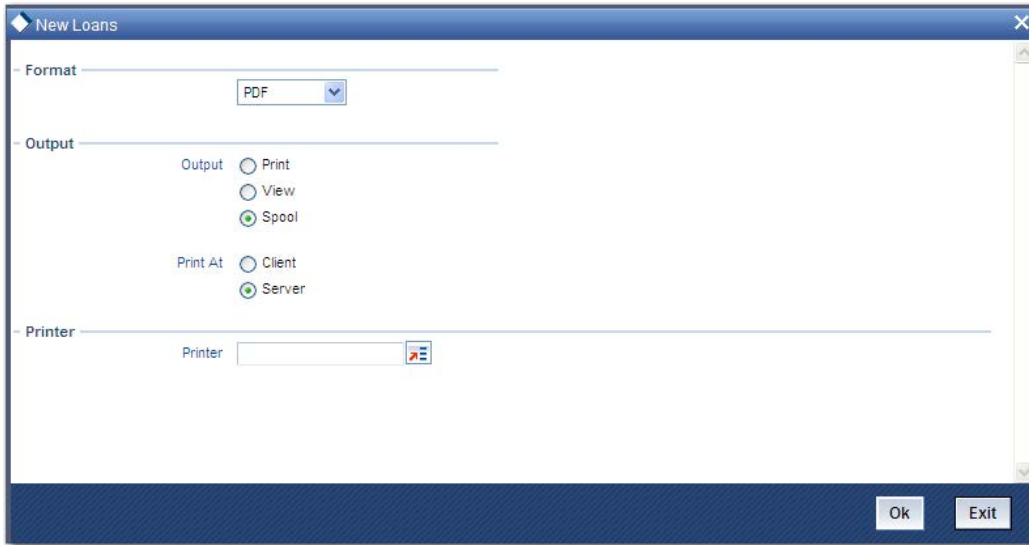 New Loans
Format
PDF
Output
Output Print
View
Spool
Print At Client
Server
Printer
Printer
Ok Exit